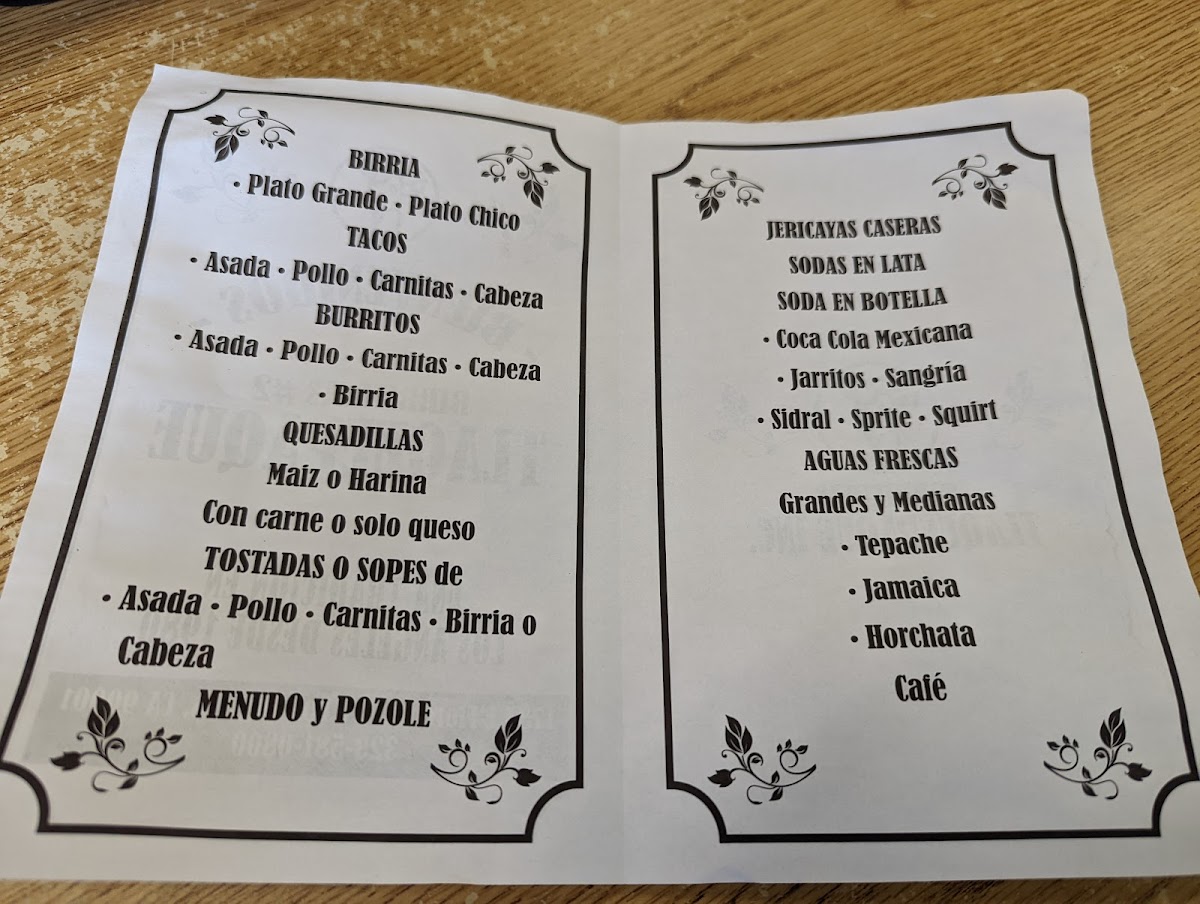 BIRRIA
• Plato Grande • Plato Chico
TACOS
• Asada • Pollo • Carnitas • Cabeza
BURRITOS
• Asada • Pollo • Carnitas • Cabeza
• Birria
QUESADILLAS
Maiz o Harina
Con carne o solo queso
TOSTADAS O SOPES de
• Asada • Pollo • Carnitas • Birria o
Cabeza
MENUDO y POZOLE
JERICAYAS CASERAS
SODAS EN LATA
SODA EN BOTELLA
• Coca Cola Mexicana
• Jarritos • Sangría
• Sidral • Sprite • Squirt
AGUAS FRESCAS
Grandes y Medianas
• Tepache
• Jamaica
• Horchata
Café